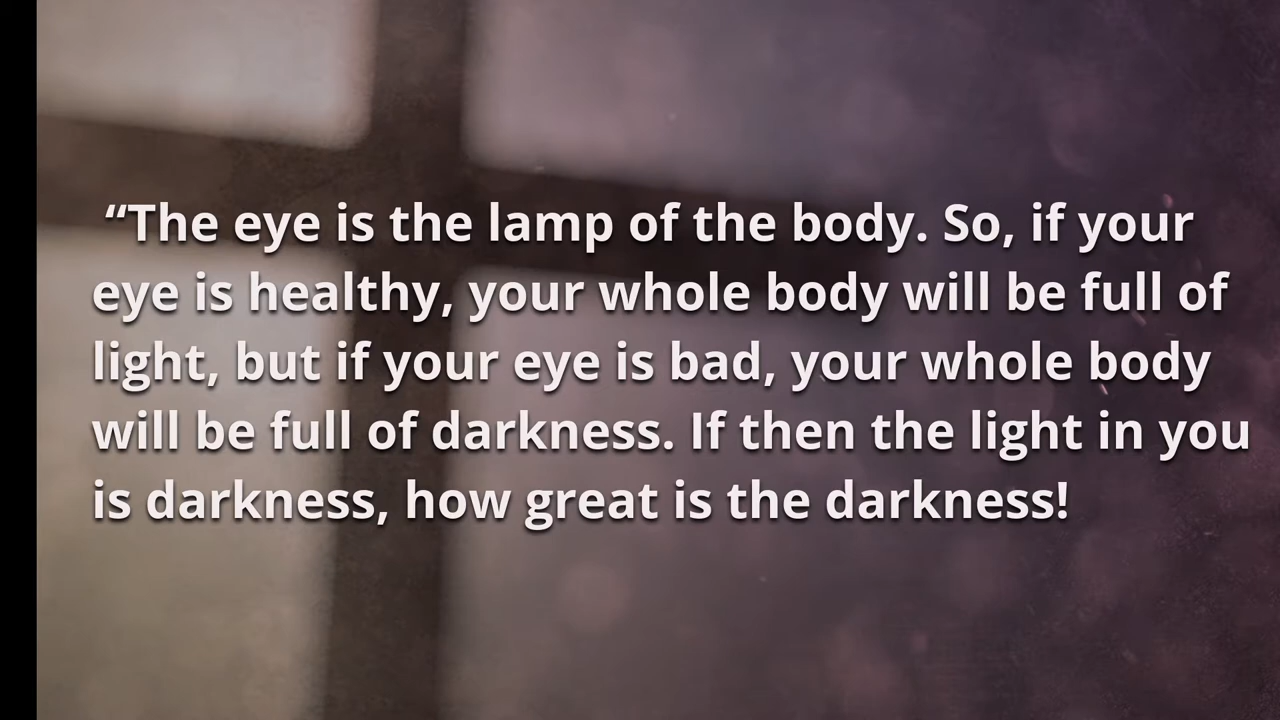 “The eye is the lamp of the body. So, if your
eye is healthy, your whole body will be full of
light, but if your eye is bad, your whole body
will be full of darkness. If then the light in you
is darkness, how great is the darkness!